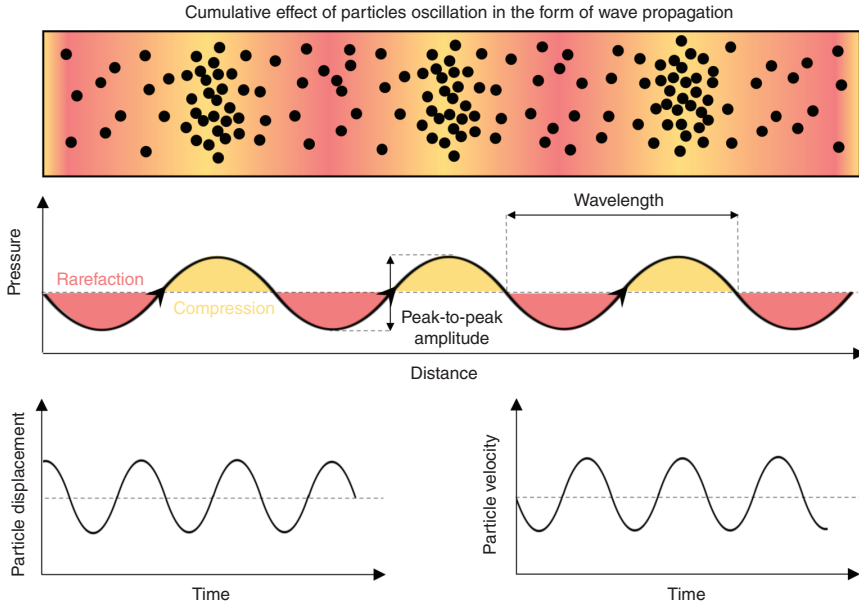 Cumulative effect of particles oscillation in the form of wave propagation
Wavelength
Pressure
Rarefaction
Compression
Peak-to-peak
amplitude
Distance
Particle displacement
Time
Particle velocity
Time